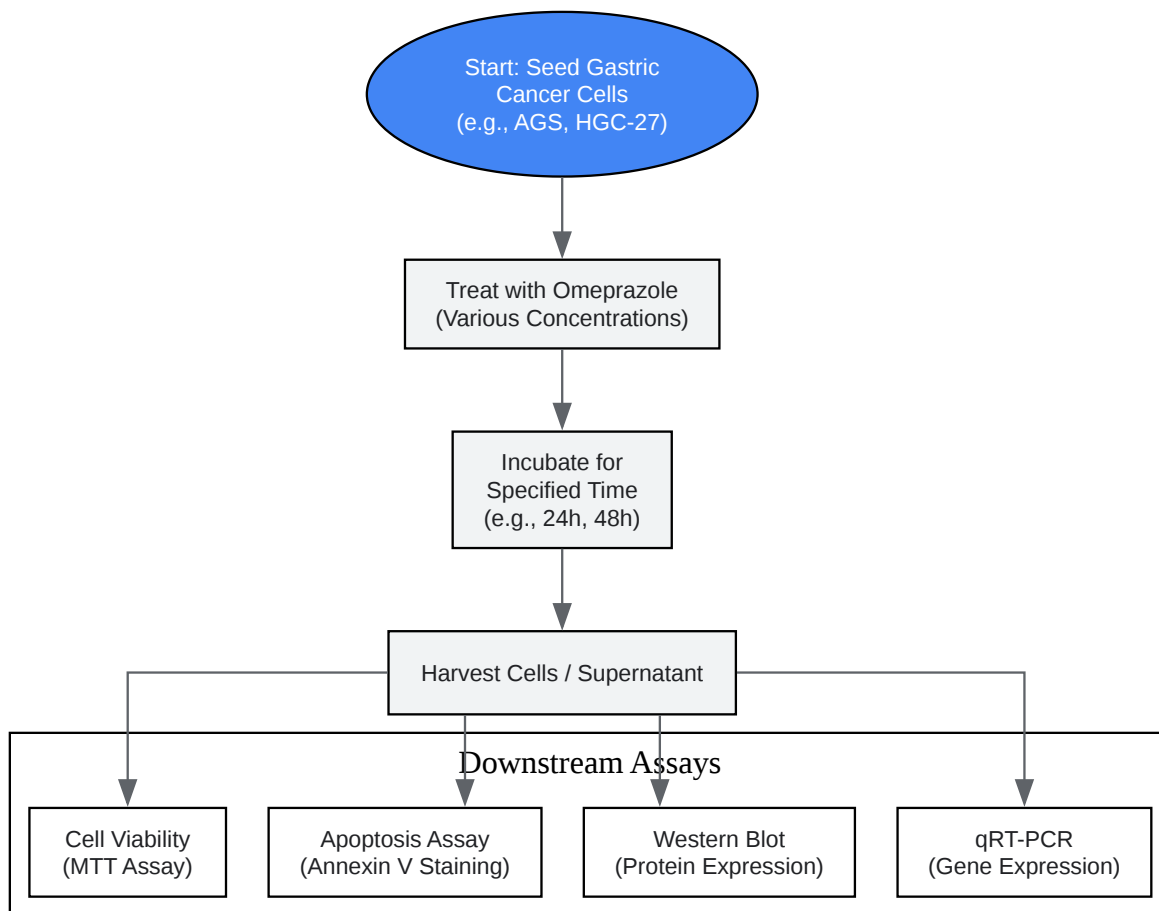 Start: Seed Gastric
Cancer Cells
(e.g., AGS, HGC-27)
Treat with Omeprazole
(Various Concentrations)
Incubate for
Specified Time
(e.g., 24h, 48h)
Harvest Cells / Supernatant
Downstream Assays
Cell Viability
(MTT Assay)
Apoptosis Assay
(Annexin V Staining)
Western Blot
(Protein Expression)
qRT-PCR
(Gene Expression)